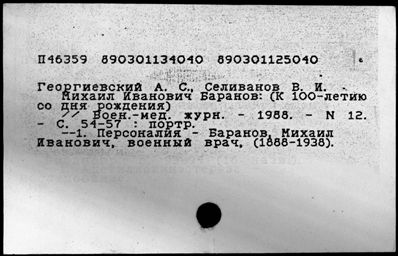 П46359 890301134040 890301125040
Георгиевский А. С., Селиванов В. И.
Михаил Иванович Баранов: (К 100-летию
со дня рождения)
// Воен.-мед. журн. - 1988. - N 12.
- С. 54-57 : портр.
--1. Персоналия - Баранов, Михаил
Иванович, военный врач, (1888-1938).